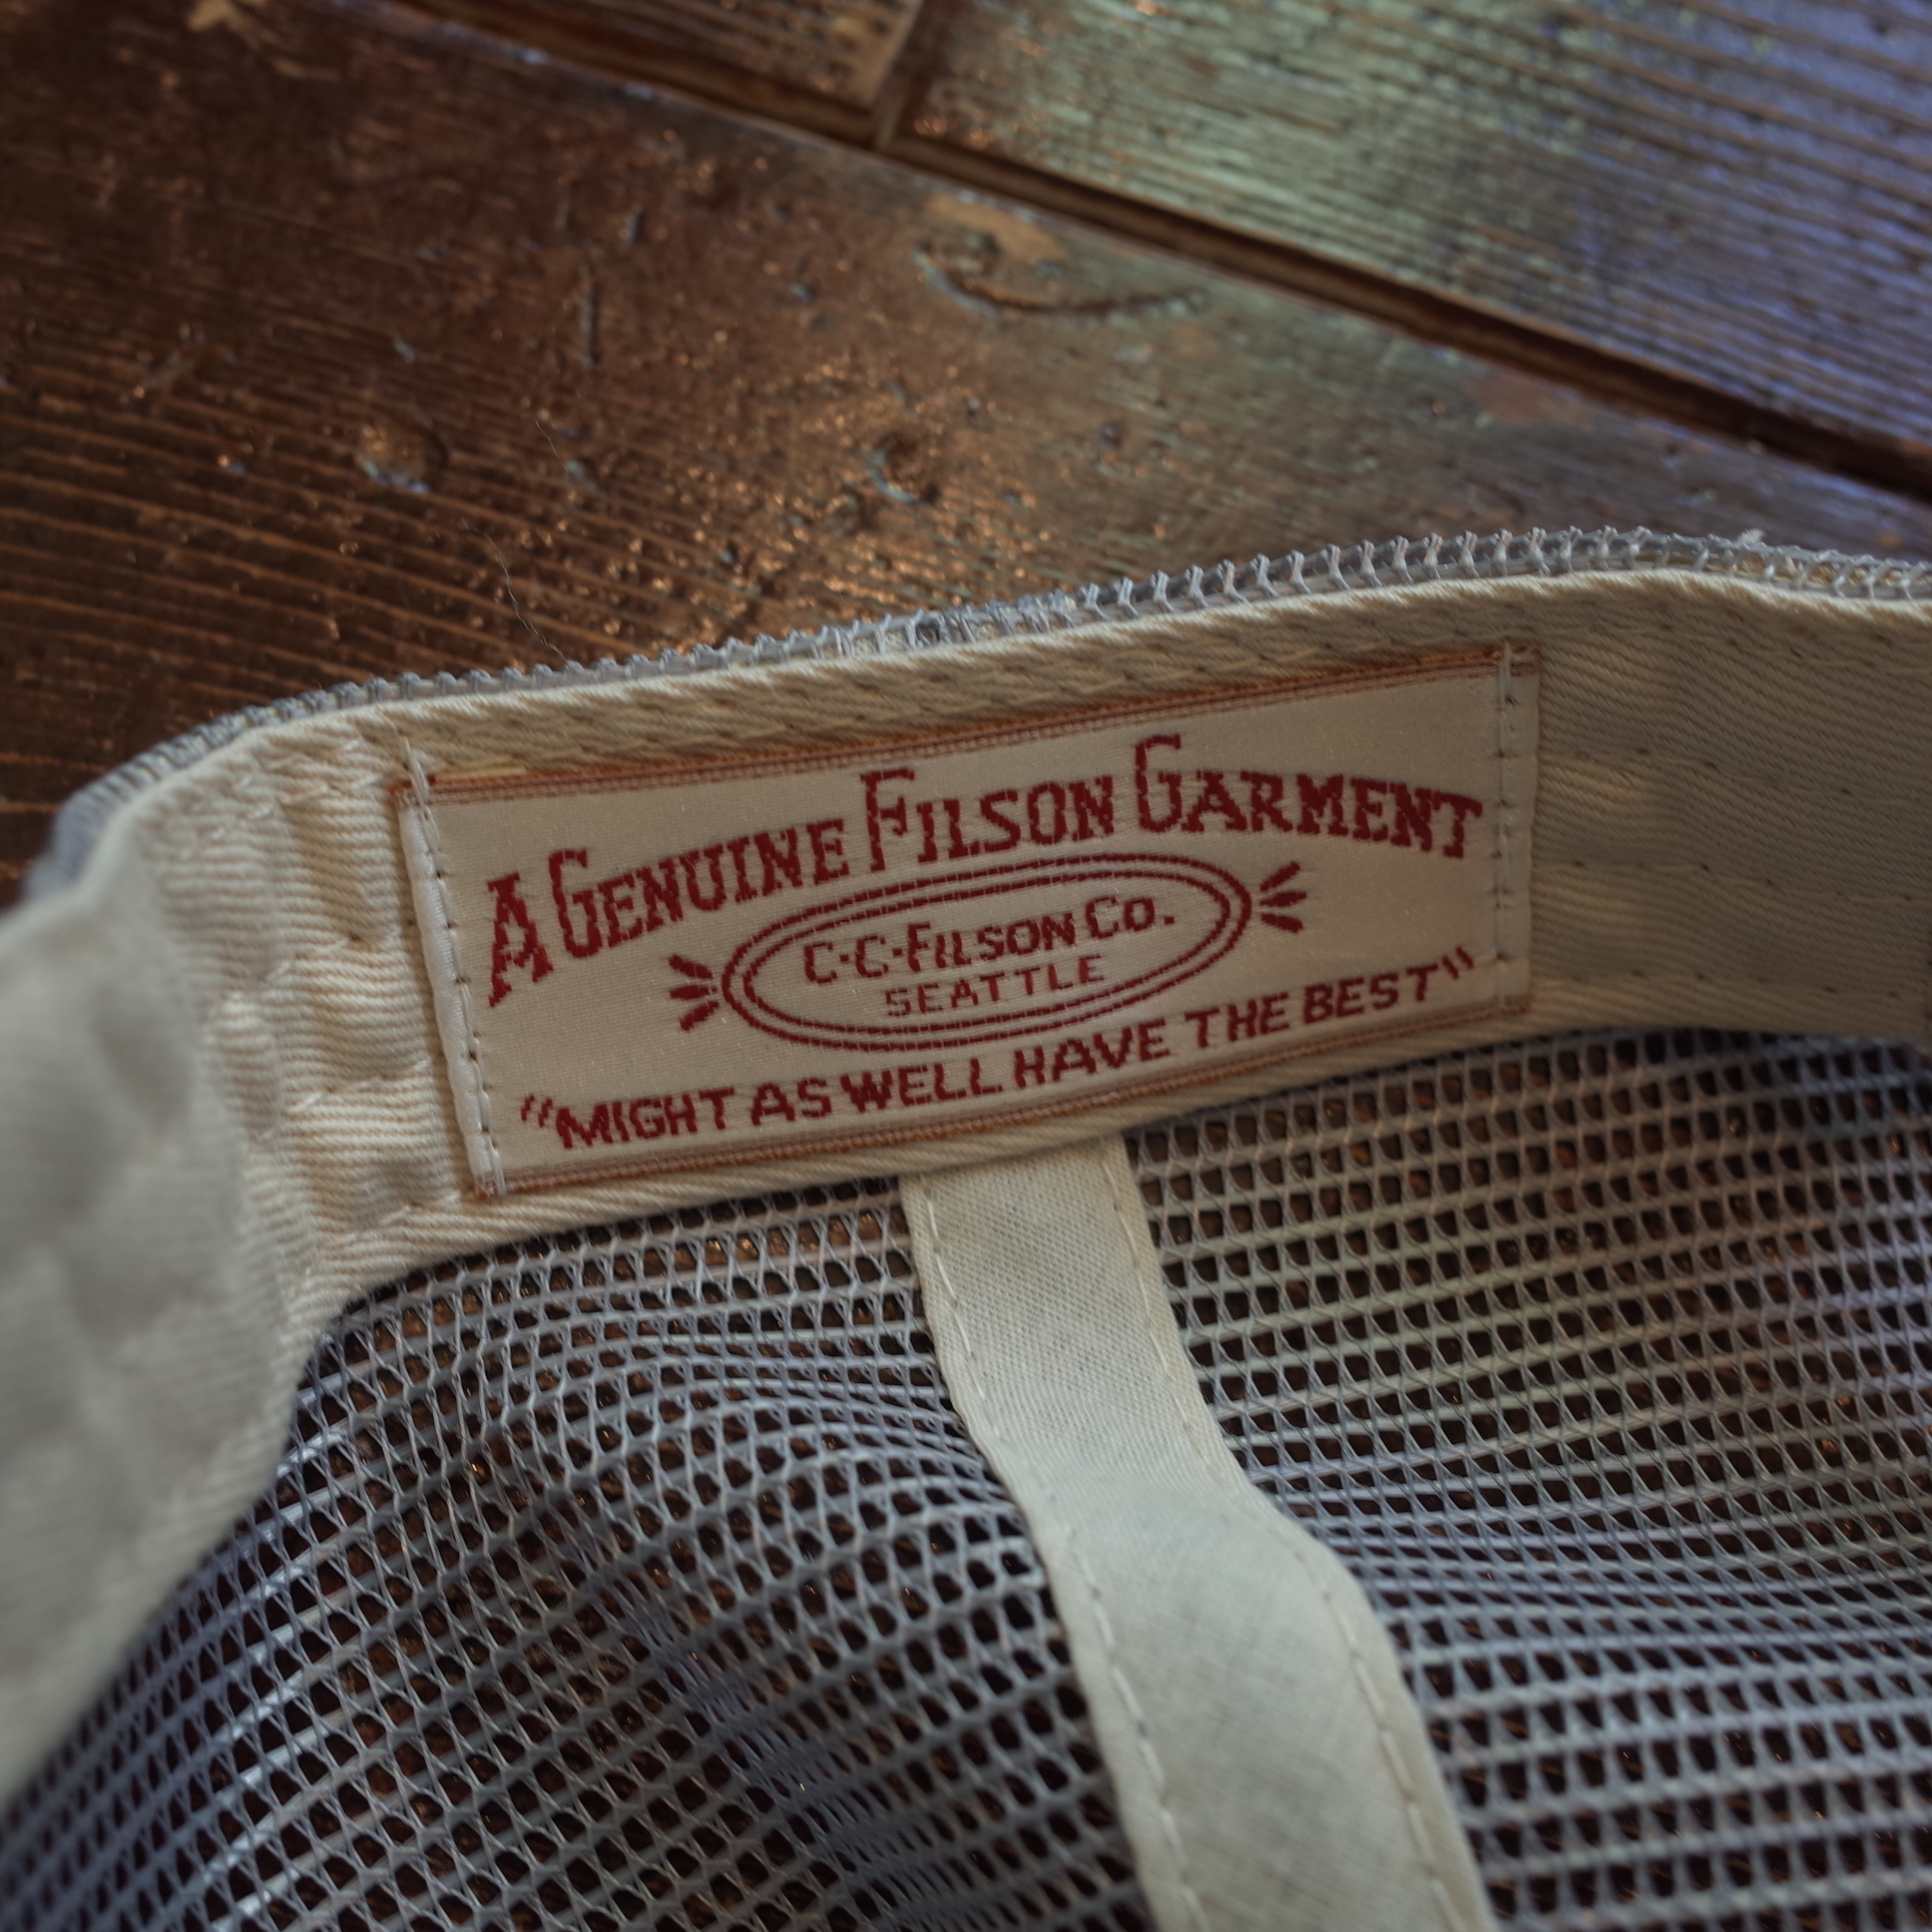 A GENUINE FILSON GARMENT
C·C·FILSON CO.
SEATTLE
"MIGHT AS WELL HAVE THE BEST"